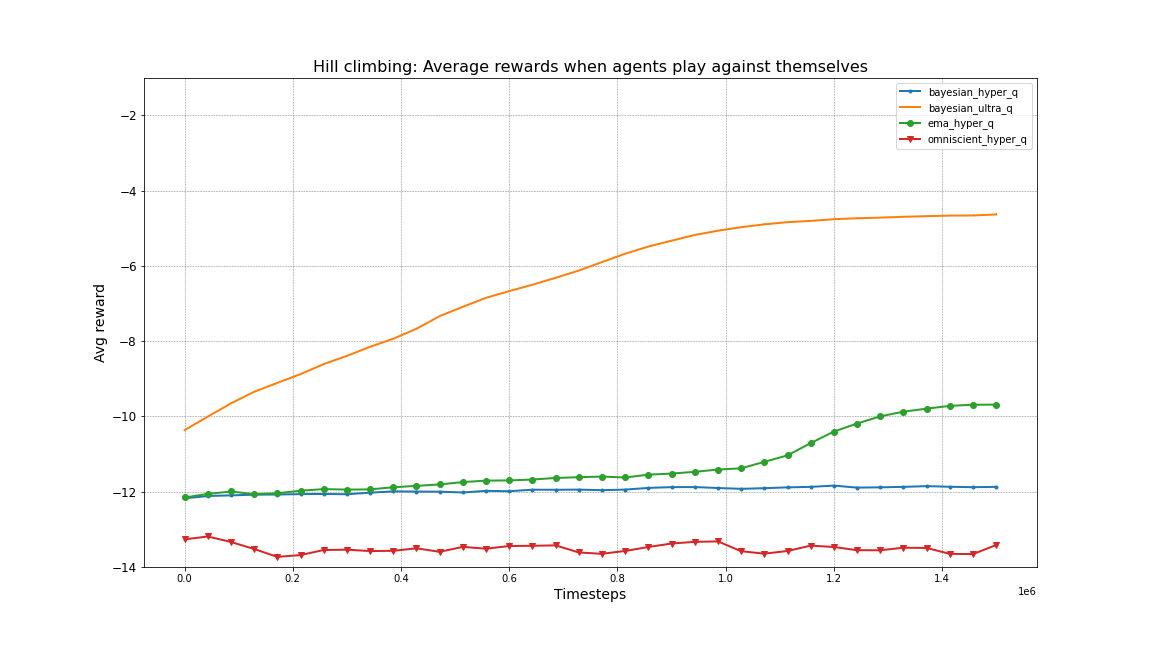 Hill climbing: Average rewards when agents play against themselves
bayesian_hyper_q
bayesian_ultra_q
ema_hyper_q
omniscient_hyper_q
Avg reward
−2
−4
−6
−8
−10
−12
−14
0.0 0.2 0.4 0.6 0.8 1.0 1.2 1.4
1e6
Timesteps